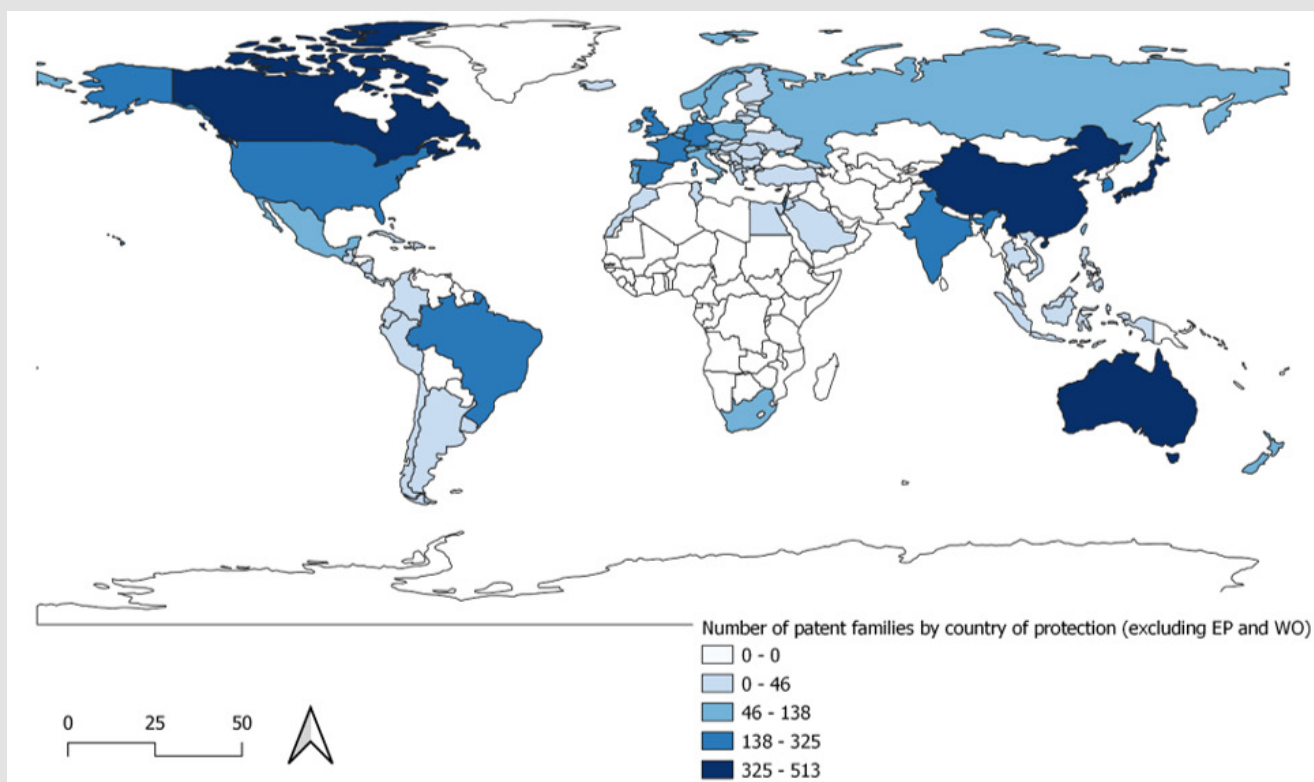 Number of patent families by country of protection (excluding EP and WO)
0 - 0
0 - 46
46 - 138
138 - 325
325 - 513
0 25 50